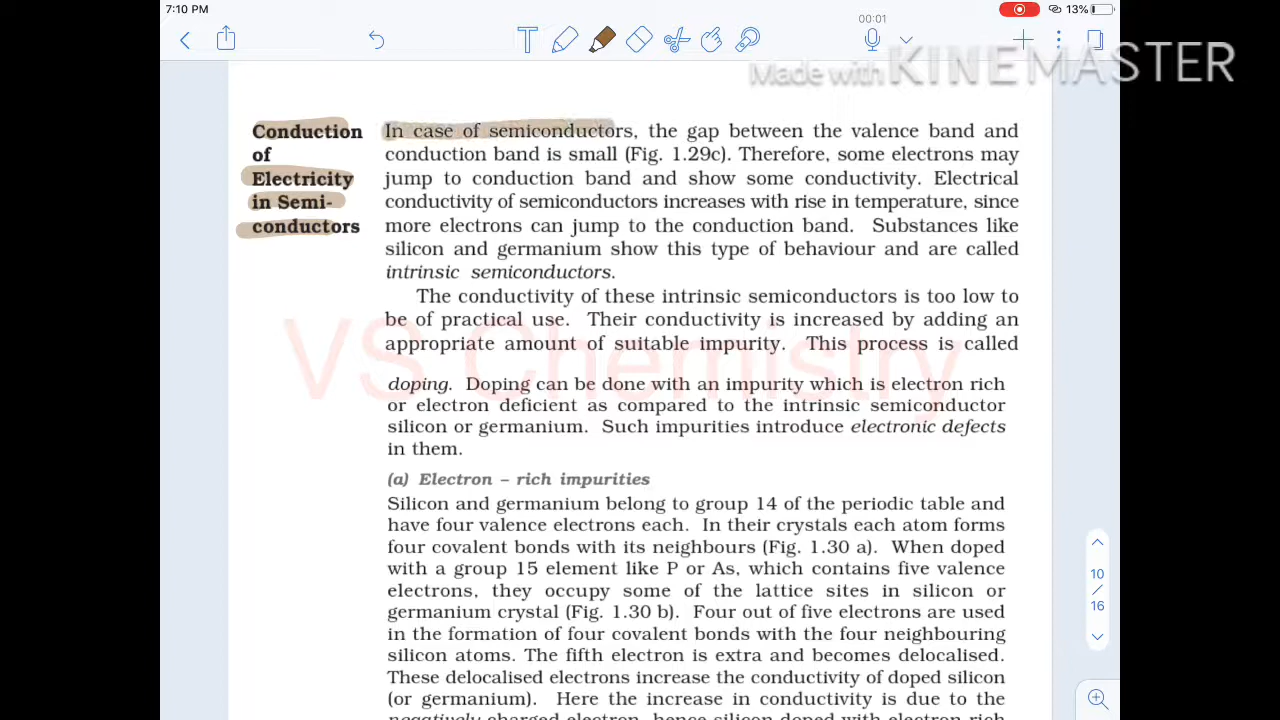 7:10 PM
13%
00:01
Made with KINEMASTER
Conduction
of
Electricity
in Semi-
conductors
In case of semiconductors, the gap between the valence band and
conduction band is small (Fig. 1.29c). Therefore, some electrons may
jump to conduction band and show some conductivity. Electrical
conductivity of semiconductors increases with rise in temperature, since
more electrons can jump to the conduction band. Substances like
silicon and germanium show this type of behaviour and are called
intrinsic semiconductors.
The conductivity of these intrinsic semiconductors is too low to
be of practical use. Their conductivity is increased by adding an
appropriate amount of suitable impurity. This process is called
VS Chemistry
doping. Doping can be done with an impurity which is electron rich
or electron deficient as compared to the intrinsic semiconductor
silicon or germanium. Such impurities introduce electronic defects
in them.
(a) Electron – rich impurities
Silicon and germanium belong to group 14 of the periodic table and
have four valence electrons each. In their crystals each atom forms
four covalent bonds with its neighbours (Fig. 1.30 a). When doped
with a group 15 element like P or As, which contains five valence
electrons, they occupy some of the lattice sites in silicon or
germanium crystal (Fig. 1.30 b). Four out of five electrons are used
in the formation of four covalent bonds with the four neighbouring
silicon atoms. The fifth electron is extra and becomes delocalised.
These delocalised electrons increase the conductivity of doped silicon
(or germanium). Here the increase in conductivity is due to the
negatively charged electron, hence silicon doped with electron rich
10
/
16